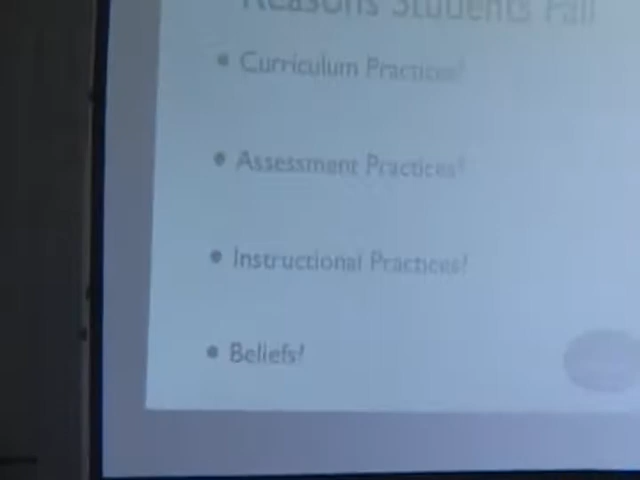 Reasons Students Fail
Curriculum Practices?
Assessment Practices?
Instructional Practices?
Beliefs?